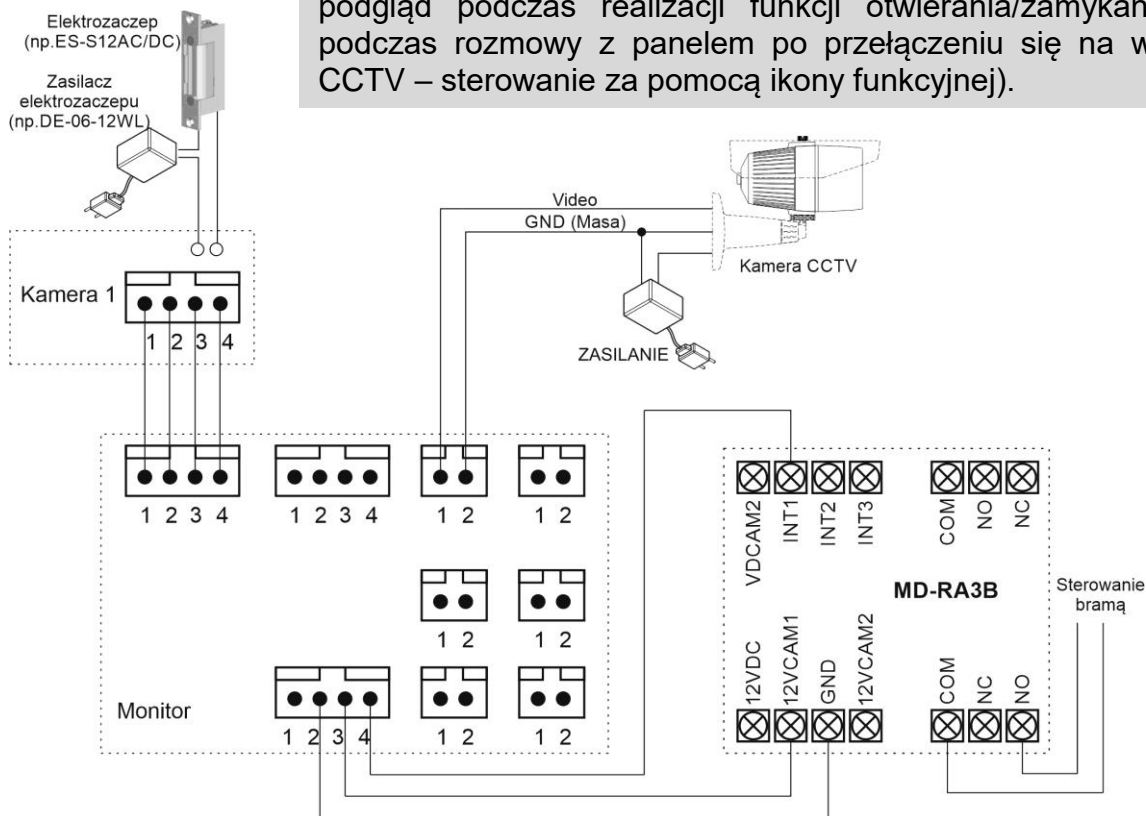 podgląd podczas realizacji funkcji otwierania/zamykan
podczas rozmowy z panelem po przełączeniu się na w
CCTV – sterowanie za pomocą ikony funkcyjnej).
Elektrozaczep
(np.ES-S12AC/DC)
Zasilacz
elektrozaczepu
(np.DE-06-12WL)
Video
GND (Masa)
Kamera CCTV
ZASILANIE
Kamera 1
1 2 3 4
1 2 3 4
1 2 3 4
1 2
1 2
1 2
1 2
Monitor
1 2 3 4
1 2
1 2
VDCAM2
INT1
INT2
INT3
COM
NO
NC
MD-RA3B
Sterowanie
bramą
12VDC
12VCAM1
GND
12VCAM2
COM
NC
NO